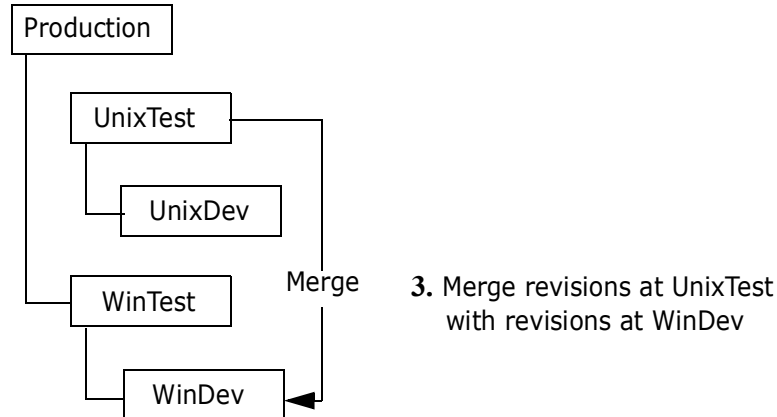 Production
UnixTest
UnixDev
WinTest
Merge
3. Merge revisions at UnixTest
with revisions at WinDev
WinDev